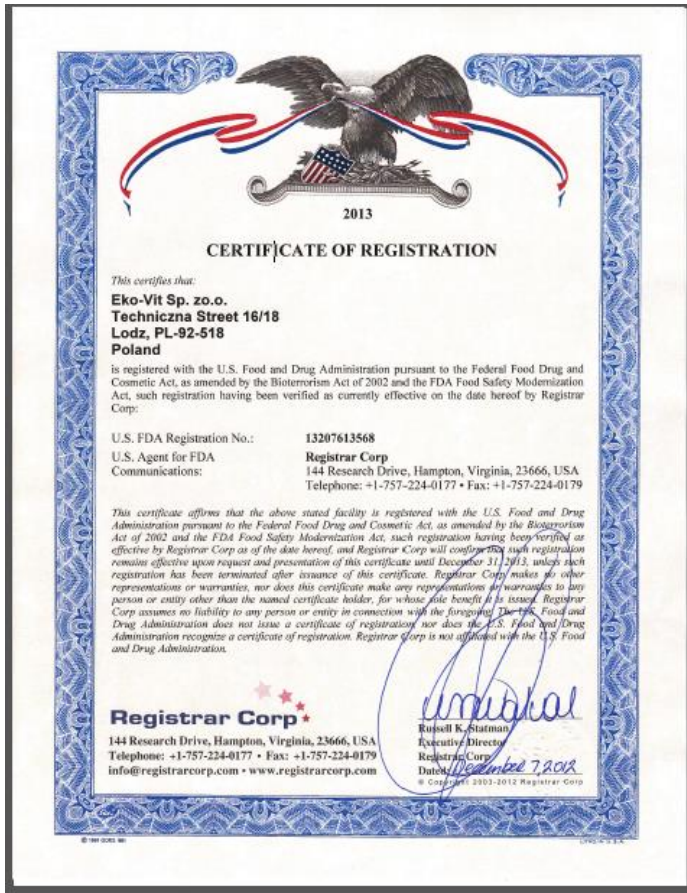 2013
CERTIFICATE OF REGISTRATION
This certifies that:
Eko-Vit Sp. zo.o.
Techniczna Street 16/18
Lodz, PL-92-518
Poland
is registered with the U.S. Food and Drug Administration pursuant to the Federal Food Drug and
Cosmetic Act, as amended by the Bioterrorism Act of 2002 and the FDA Food Safety Modernization
Act, such registration having been verified as currently effective on the date hereof by Registrar
Corp:
U.S. FDA Registration No.: 13207613568
U.S. Agent for FDA Registrar Corp
Communications: 144 Research Drive, Hampton, Virginia, 23666, USA
Telephone: +1-757-224-0177 • Fax: +1-757-224-0179
This certificate affirms that the above stated facility is registered with the U.S. Food and Drug
Administration pursuant to the Federal Food Drug and Cosmetic Act, as amended by the Bioterrorism
Act of 2002 and the FDA Food Safety Modernization Act, such registration having been verified as
effective by Registrar Corp as of the date hereof, and Registrar Corp will confirm that such registration
remains effective upon request and presentation of this certificate until December 31, 2013, unless such
registration has been terminated after issuance of this certificate. Registrar Corp makes no other
representations or warranties, nor does this certificate make any representations or warranties to any
person or entity other than the named certificate holder, for whose sole benefit it is issued. Registrar
Corp assumes no liability to any person or entity in connection with the foregoing. The U.S. Food and
Drug Administration does not issue a certificate of registration, nor does the U.S. Food and Drug
Administration recognize a certificate of registration. Registrar Corp is not affiliated with the U.S. Food
and Drug Administration.
Registrar Corp
144 Research Drive, Hampton, Virginia, 23666, USA
Telephone: +1-757-224-0177 • Fax: +1-757-224-0179
info@registrarcorp.com • www.registrarcorp.com
Russell K. Statman
Executive Director
Registrar Corp
Dated: December 7, 2012
© Copyright 2003-2012 Registrar Corp